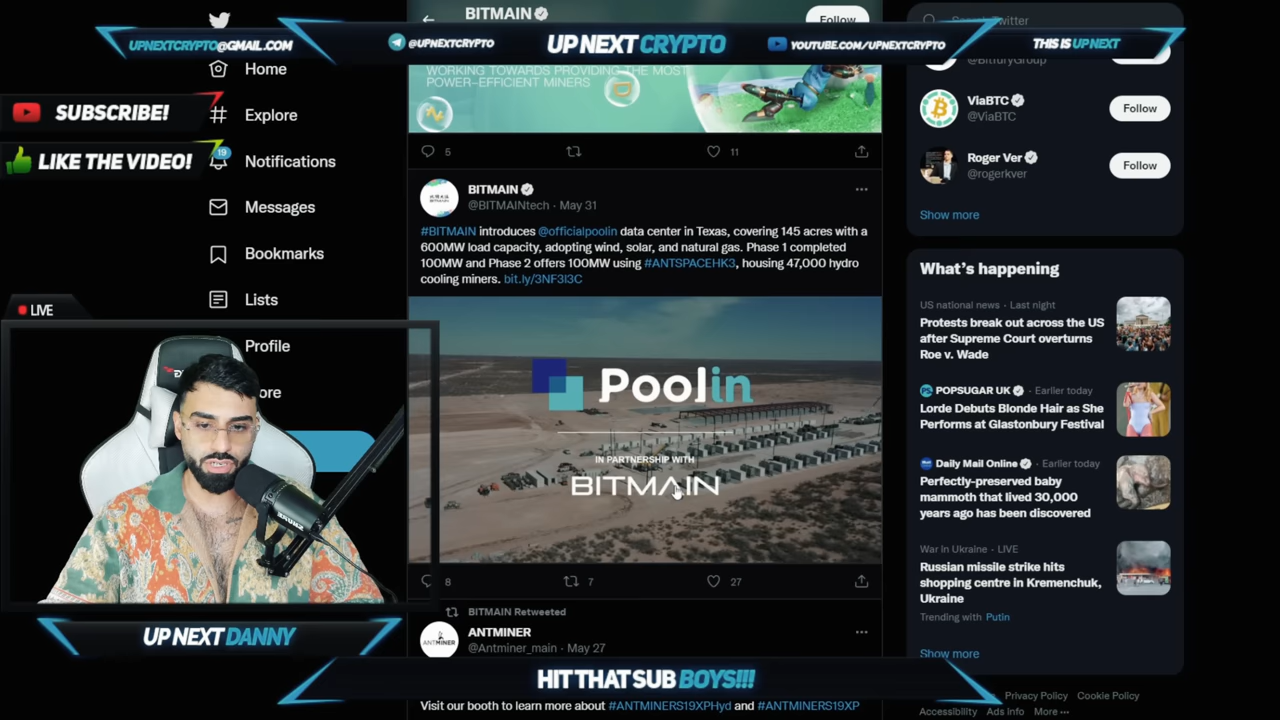 UPNEXTCRYPTO@GMAIL.COM
@UPNEXTCRYPTO
UP NEXT CRYPTO
YOUTUBE.COM/UPNEXTCRYPTO
THIS IS UP NEXT
SUBSCRIBE!
LIKE THE VIDEO!
Home
Explore
19
Notifications
Messages
Bookmarks
Lists
Profile
LIVE
UP NEXT DANNY
HIT THAT SUB BOYS!!!
BITMAIN
Follow
WORKING TOWARDS PROVIDING THE MOST
POWER-EFFICIENT MINERS
5
11
BITMAIN
@BITMAINtech · May 31
#BITMAIN introduces @officialpoolin data center in Texas, covering 145 acres with a
600MW load capacity, adopting wind, solar, and natural gas. Phase 1 completed
100MW and Phase 2 offers 100MW using #ANTSPACEHK3, housing 47,000 hydro
cooling miners. bit.ly/3NF3I3C
Poolin
IN PARTNERSHIP WITH
BITMAIN
8
7
27
BITMAIN Retweeted
ANTMINER
ANTMINER
@Antminer_main · May 27
Visit our booth to learn more about #ANTMINERS19XPHyd and #ANTMINERS19XP
Search Twitter
@BitfuryGroup
ViaBTC
@ViaBTC
Follow
Roger Ver
@rogerkver
Follow
Show more
What's happening
US national news · Last night
Protests break out across the US
after Supreme Court overturns
Roe v. Wade
POPSUGAR UK · Earlier today
Lorde Debuts Blonde Hair as She
Performs at Glastonbury Festival
Daily Mail Online · Earlier today
Perfectly-preserved baby
mammoth that lived 30,000
years ago has been discovered
War In Ukraine · LIVE
Russian missile strike hits
shopping centre in Kremenchuk,
Ukraine
Trending with Putin
Show more
Privacy Policy Cookie Policy
Accessibility Ads info More